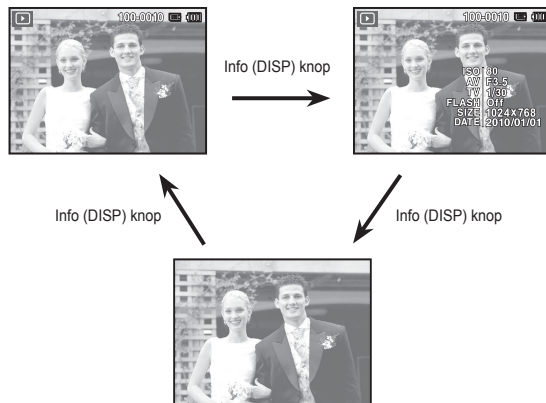 100-0010
100-0010
Info (DISP) knop
ISO 80
AV F3.5
TV 1/30
FLASH Off
SIZE 1024X768
DATE 2010/01/01
Info (DISP) knop
Info (DISP) knop